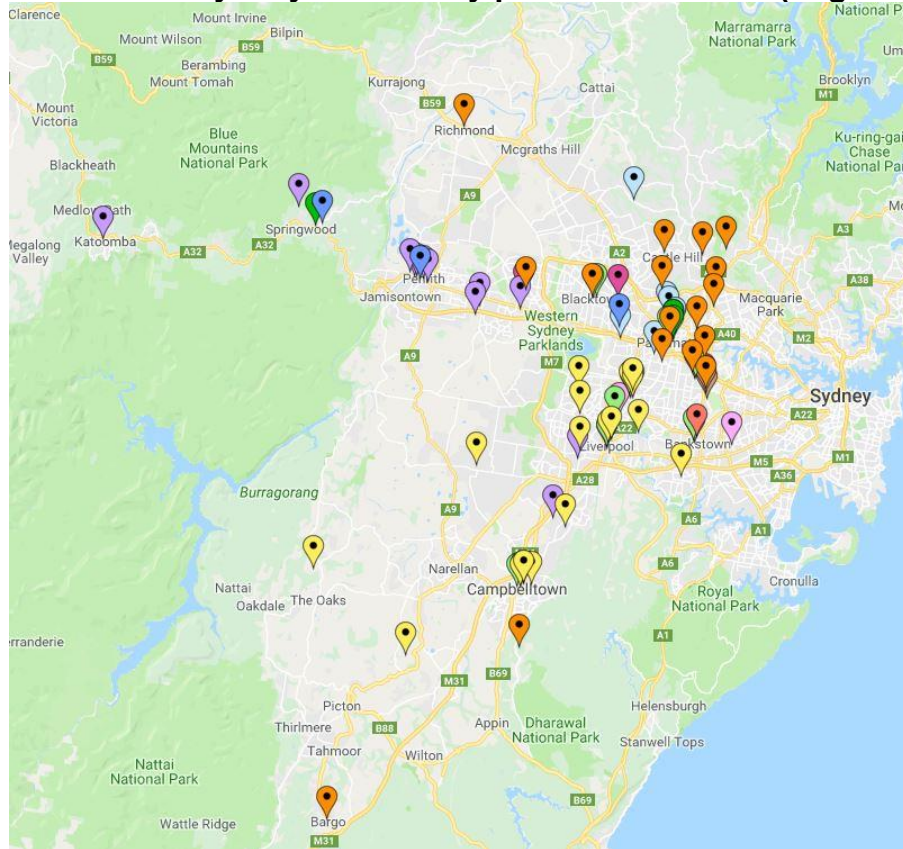 Clarence
Mount Irvine
Bilpin
Mount Wilson
B59
Berambing
Mount Tomah
Kurrajong
B59
Cattai
Marramarra
National Park
National P
Brooklyn
M1
Mount
Victoria
Richmond
Mcgraths Hill
Blue
Mountains
National Park
Ku-ring-gai
Chase
National Par
Blackheath
A9
Medlow Bath
Katoomba
Megalong
Valley
A32
A32
Springwood
A2
Castle Hill
A3
Penrith
Jamisontown
Blacktown
Macquarie
Park
A38
Western
Sydney
Parklands
A40
M2
A9
M7
Sydney
A22
A22
Liverpool
Bankstown
M5
M1
A36
Burragorang
A28
A9
A6
A1
Narellan
A6
Cronulla
Nattai
Oakdale
The Oaks
Campbelltown
Royal
National Park
erranderie
A1
M31
B69
Picton
B88
Appin
Helensburgh
Thirlmere
Dharawal
National Park
Stanwell Tops
Tahmoor
Wilton
Nattai
National Park
B69
Wattle Ridge
Bargo
M31